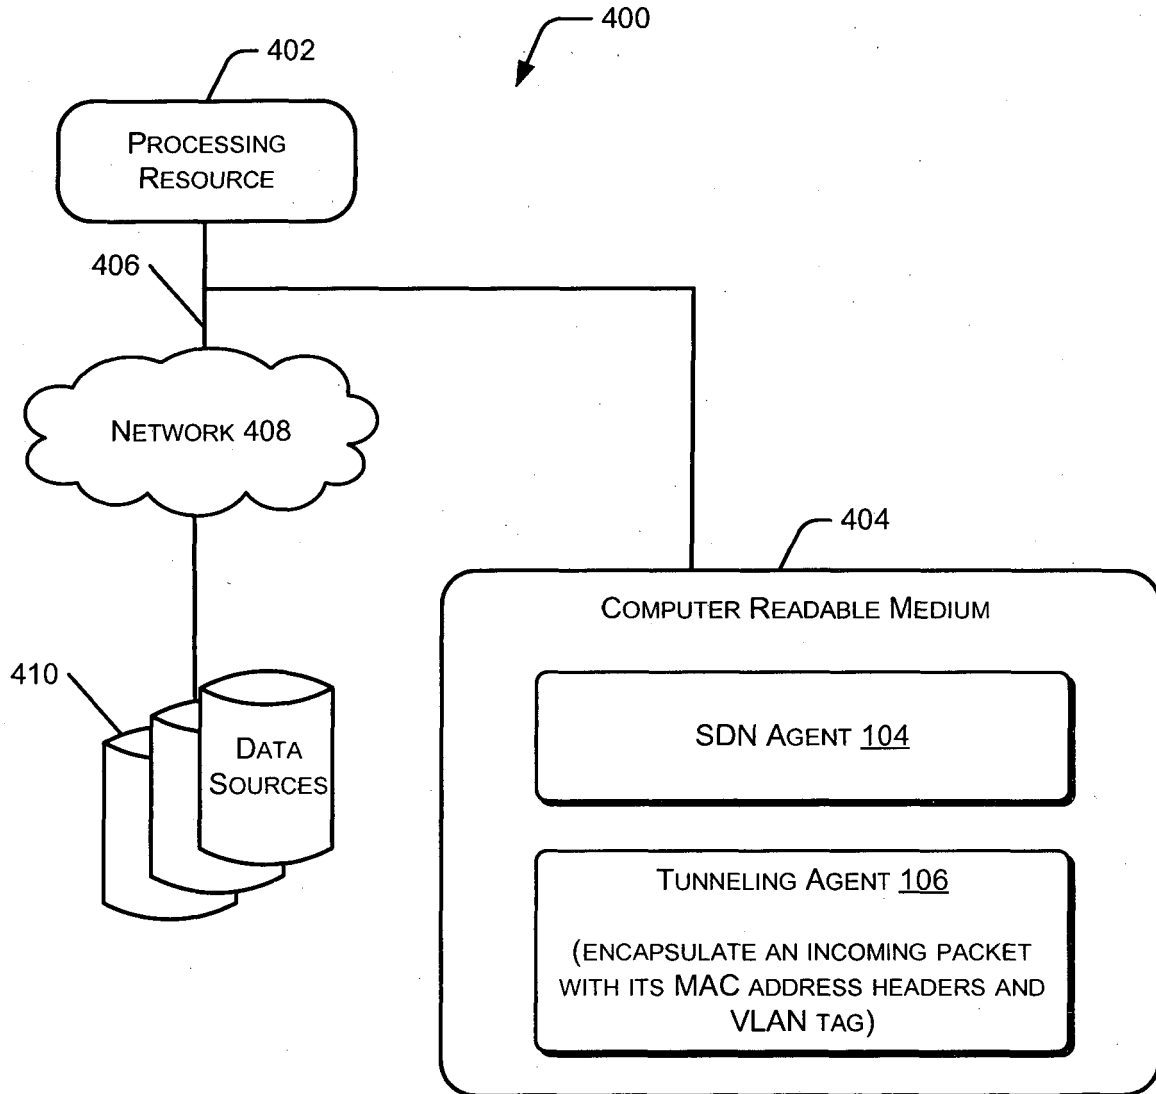 400
402
PROCESSING
RESOURCE
406
NETWORK 408
404
COMPUTER READABLE MEDIUM
410
DATA
SOURCES
SDN AGENT 104
TUNNELING AGENT 106
(ENCAPSULATE AN INCOMING PACKET
WITH ITS MAC ADDRESS HEADERS AND
VLAN TAG)